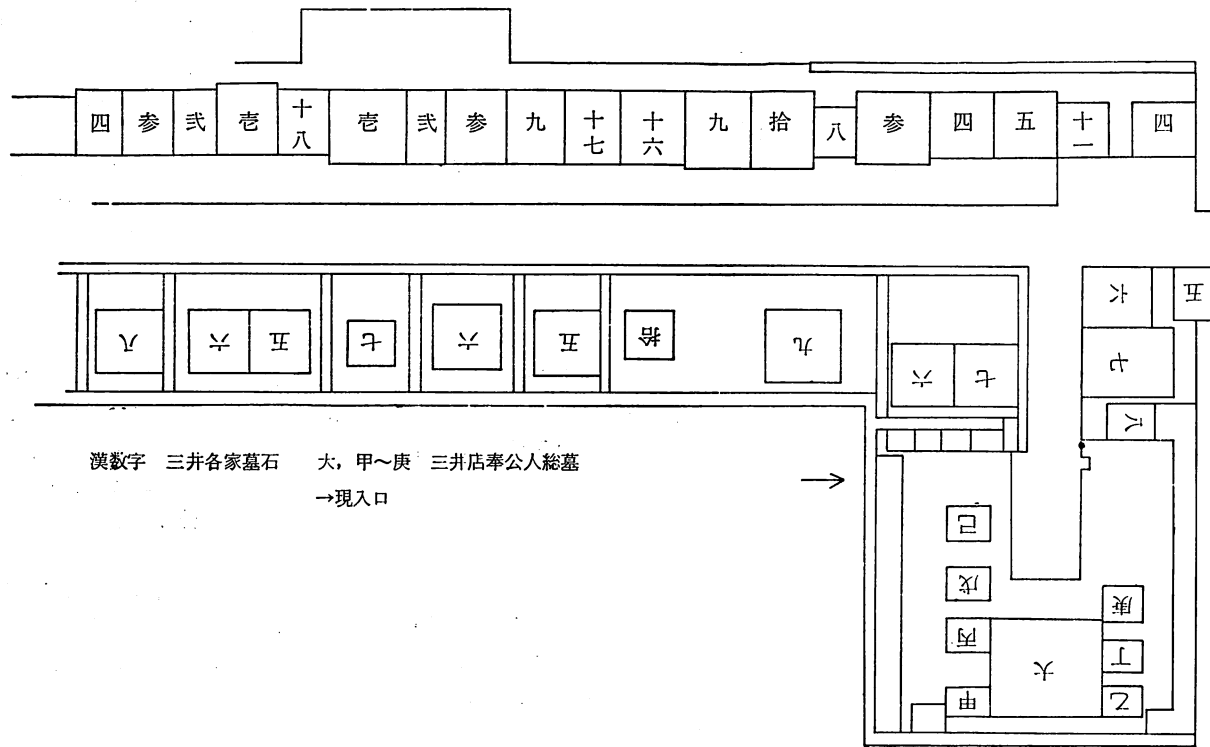 四 参 弐 壱 十八 壱 弐 参 九 十七 十六 九 拾 八 参 四 五 十一 四
八 六 五 七 六 五 拾 九 六 七 六 五
七
八
漢数字 三井各家墓石 大，甲～庚 三井店奉公人総墓
→現入口
己
戊 庚
丙 大 丁
甲 乙